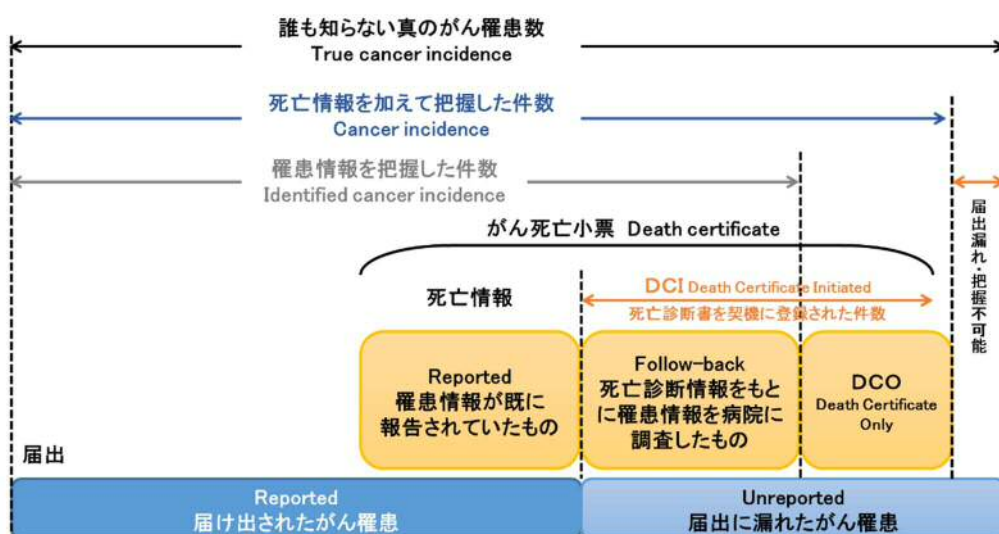 誰も知らない真のがん罹患数
True cancer incidence
死亡情報を加えて把握した件数
Cancer incidence
罹患情報を把握した件数
Identified cancer incidence
届出漏れ・把握不可能
がん死亡小票 Death certificate
死亡情報
DCI Death Certificate Initiated
死亡診断書を契機に登録された件数
Reported
罹患情報が既に
報告されていたもの
Follow-back
死亡診断情報をもと
に罹患情報を病院に
調査したもの
DCO
Death Certificate
Only
届出
Reported
届け出されたがん罹患
Unreported
届出に漏れたがん罹患